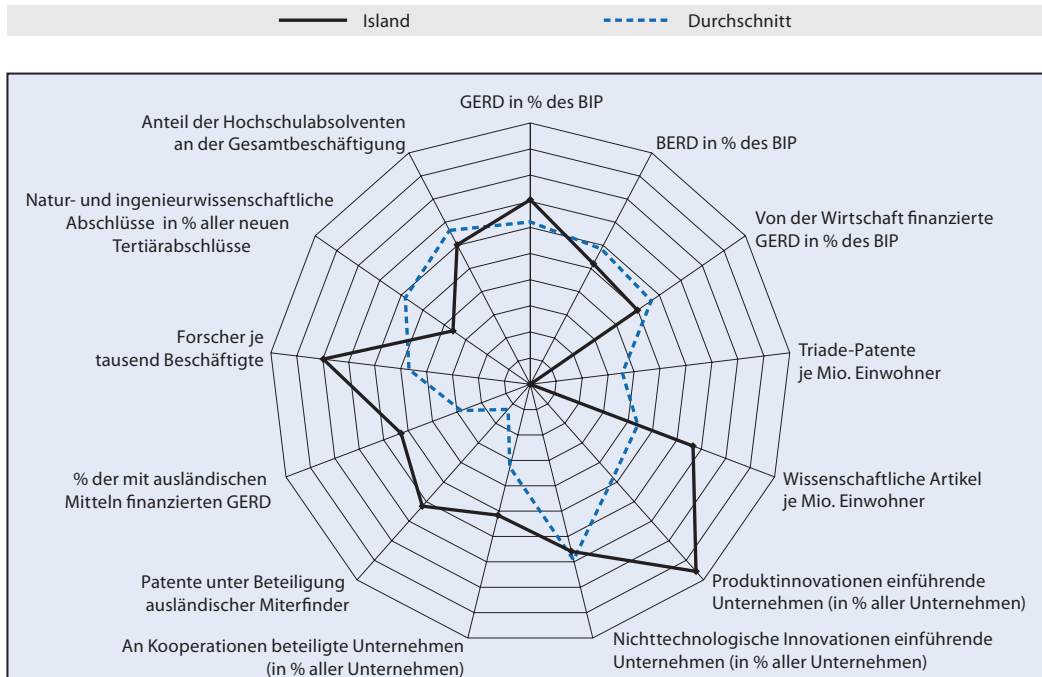 Island
Durchschnitt
GERD in % des BIP
BERD in % des BIP
Von der Wirtschaft finanzierte
GERD in % des BIP
Triade-Patente
je Mio. Einwohner
Wissenschaftliche Artikel
je Mio. Einwohner
Produktinnovationen einführende
Unternehmen (in % aller Unternehmen)
Nichttechnologische Innovationen einführende
Unternehmen (in % aller Unternehmen)
An Kooperationen beteiligte Unternehmen
(in % aller Unternehmen)
Patente unter Beteiligung
ausländischer Miterfinder
% der mit ausländischen
Mitteln finanzierten GERD
Forscher je
tausend Beschäftigte
Natur- und ingenieurwissenschaftliche
Abschlüsse in % aller neuen
Tertiärabschlüsse
Anteil der Hochschulabsolventen
an der Gesamtbeschäftigung